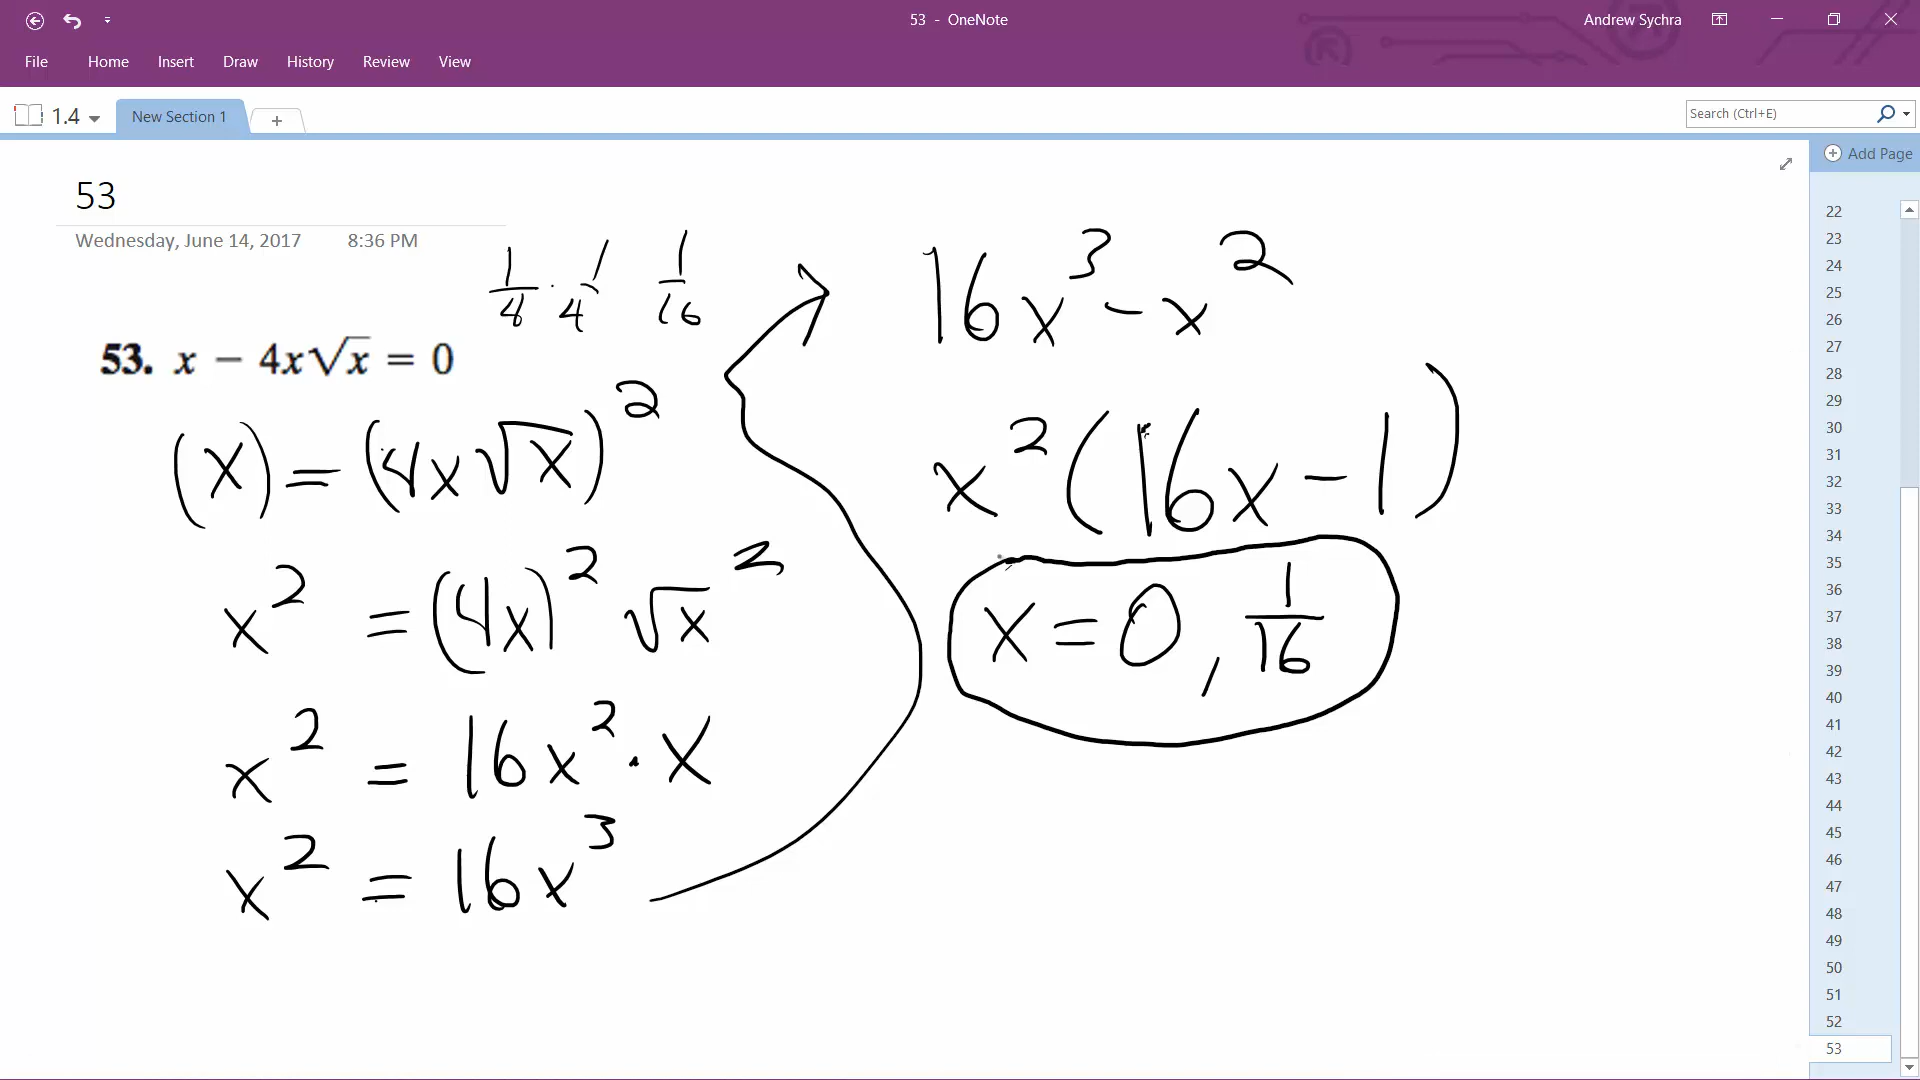 53 - OneNote
Andrew Sychra
File Home Insert Draw History Review View
1.4
New Section 1
+
Search (Ctrl+E)
Add Page
53
Wednesday, June 14, 2017 8:36 PM
1/4 · 1/4 1/16
53. x − 4x√x = 0
(x) = (4x√x)²
x² = (4x)² √x²
x² = 16x² · x
x² = 16x³
16x³ − x²
x²(16x − 1)
x = 0, 1/16
22
23
24
25
26
27
28
29
30
31
32
33
34
35
36
37
38
39
40
41
42
43
44
45
46
47
48
49
50
51
52
53